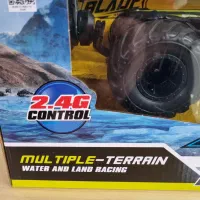 2.4G
CONTROL
MULTIPLE-TERRAIN
WATER AND LAND RACING